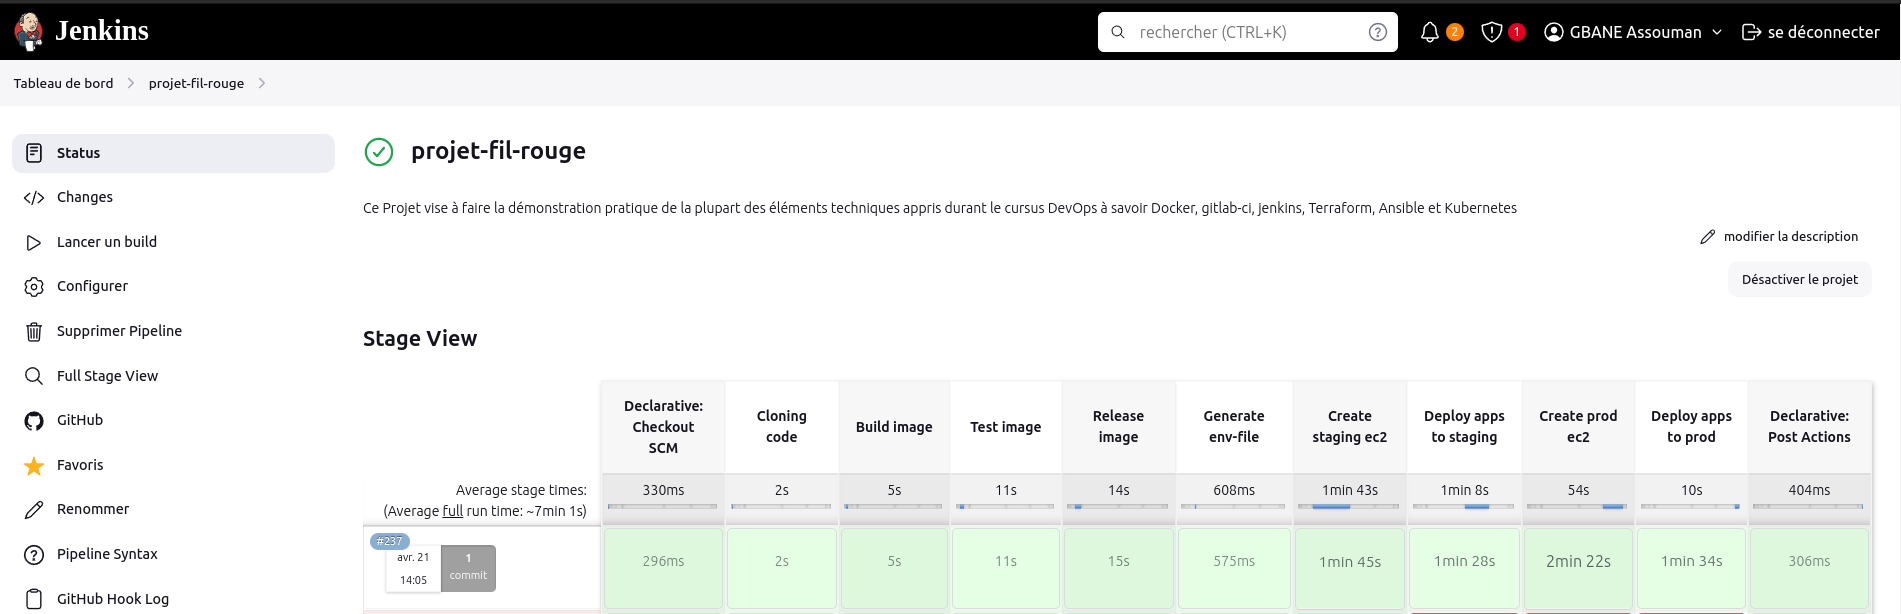 Jenkins
rechercher (CTRL+K)
?
2
1
GBANE Assouman
se déconnecter
Tableau de bord
projet-fil-rouge
Status
Changes
Lancer un build
Configurer
Supprimer Pipeline
Full Stage View
GitHub
Favoris
Renommer
Pipeline Syntax
GitHub Hook Log
projet-fil-rouge
Ce Projet vise à faire la démonstration pratique de la plupart des éléments techniques appris durant le cursus DevOps à savoir Docker, gitlab-ci, jenkins, Terraform, Ansible et Kubernetes
modifier la description
Désactiver le projet
Stage View
Declarative:
Checkout
SCM
Cloning
code
Build image
Test image
Release
image
Generate
env-file
Create
staging ec2
Deploy apps
to staging
Create prod
ec2
Deploy apps
to prod
Declarative:
Post Actions
Average stage times:
(Average full run time: ~7min 1s)
330ms
2s
5s
11s
14s
608ms
1min 43s
1min 8s
54s
10s
404ms
#237
avr. 21
14:05
1
commit
296ms
2s
5s
11s
15s
575ms
1min 45s
1min 28s
2min 22s
1min 34s
306ms